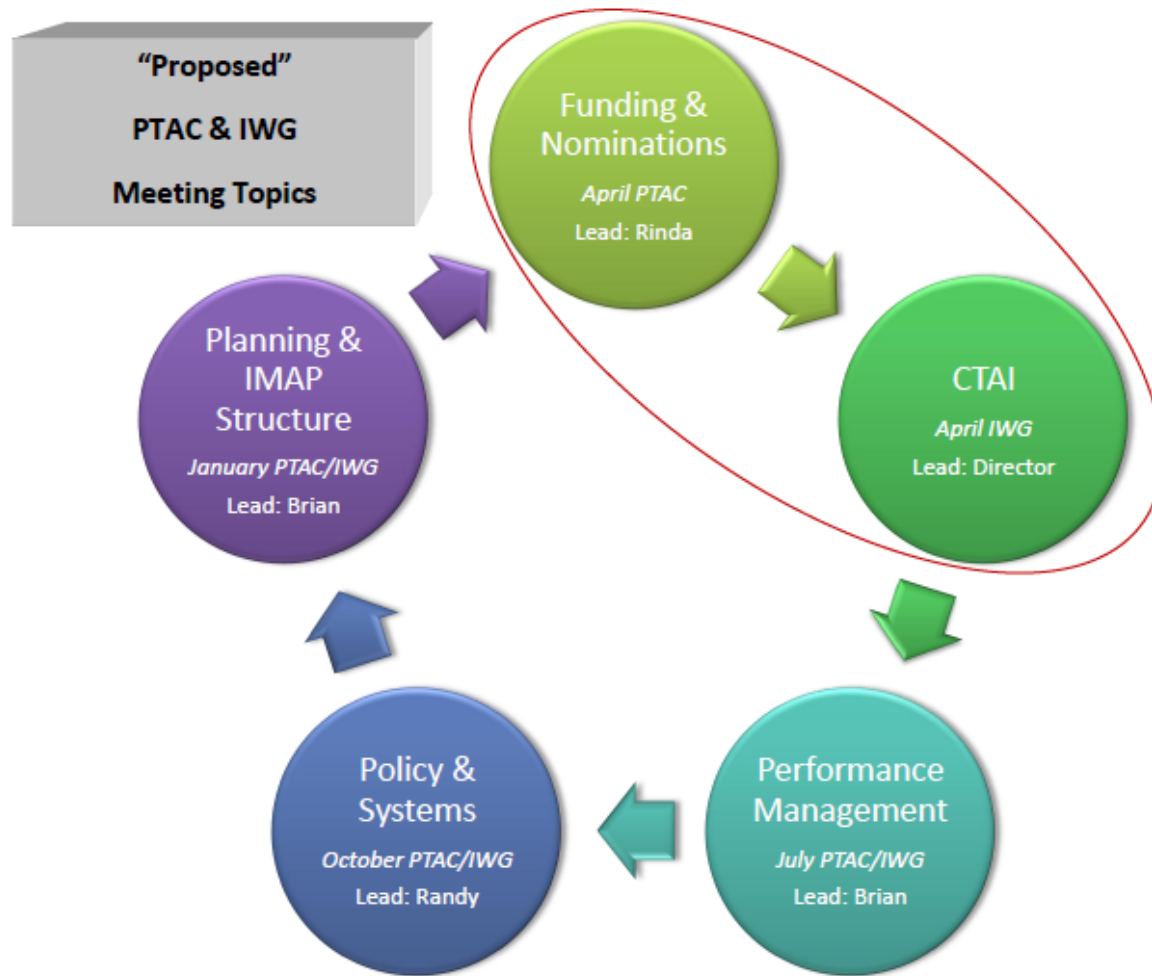 “Proposed”
PTAC & IWG
Meeting Topics
Funding &
Nominations
April PTAC
Lead: Rinda
CTAI
April IWG
Lead: Director
Performance
Management
July PTAC/IWG
Lead: Brian
Policy &
Systems
October PTAC/IWG
Lead: Randy
Planning &
IMAP
Structure
January PTAC/IWG
Lead: Brian